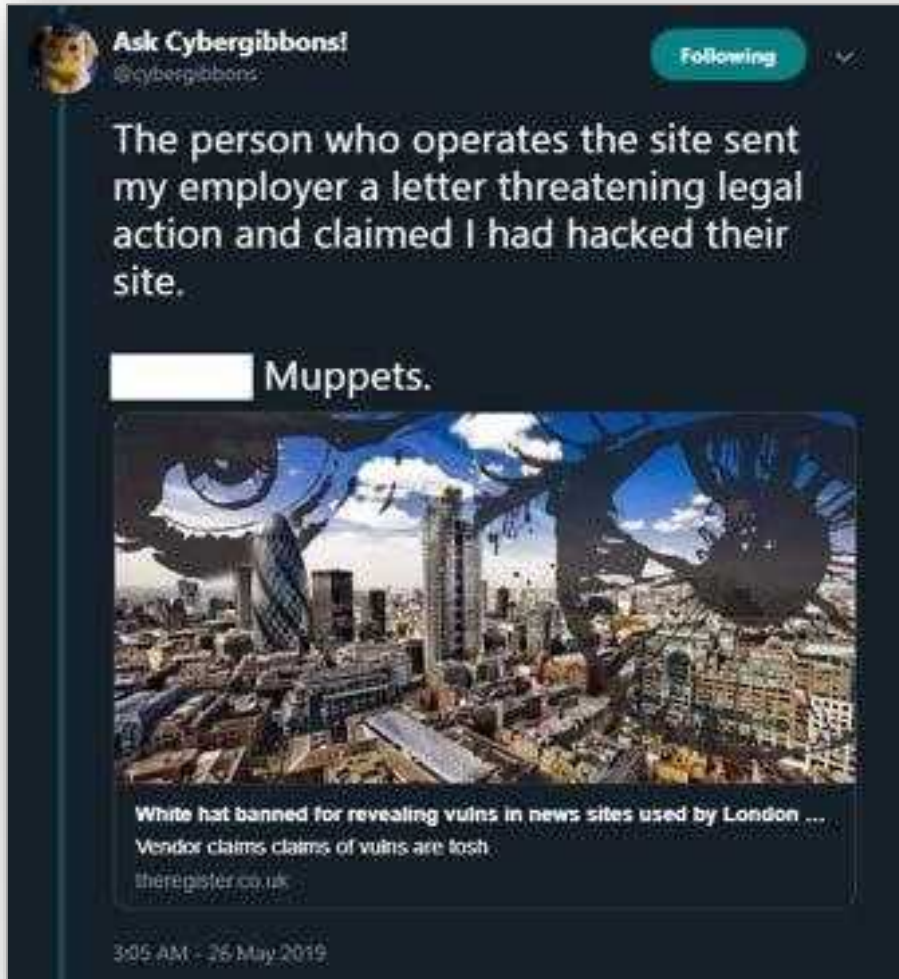 Ask Cybergibbons!
@cybergibbons
Following
The person who operates the site sent
my employer a letter threatening legal
action and claimed I had hacked their
site.
Muppets.
White hat banned for revealing vulns in news sites used by London ...
Vendor claims claims of vulns are tosh
theregister.co.uk
3:05 AM - 26 May 2019